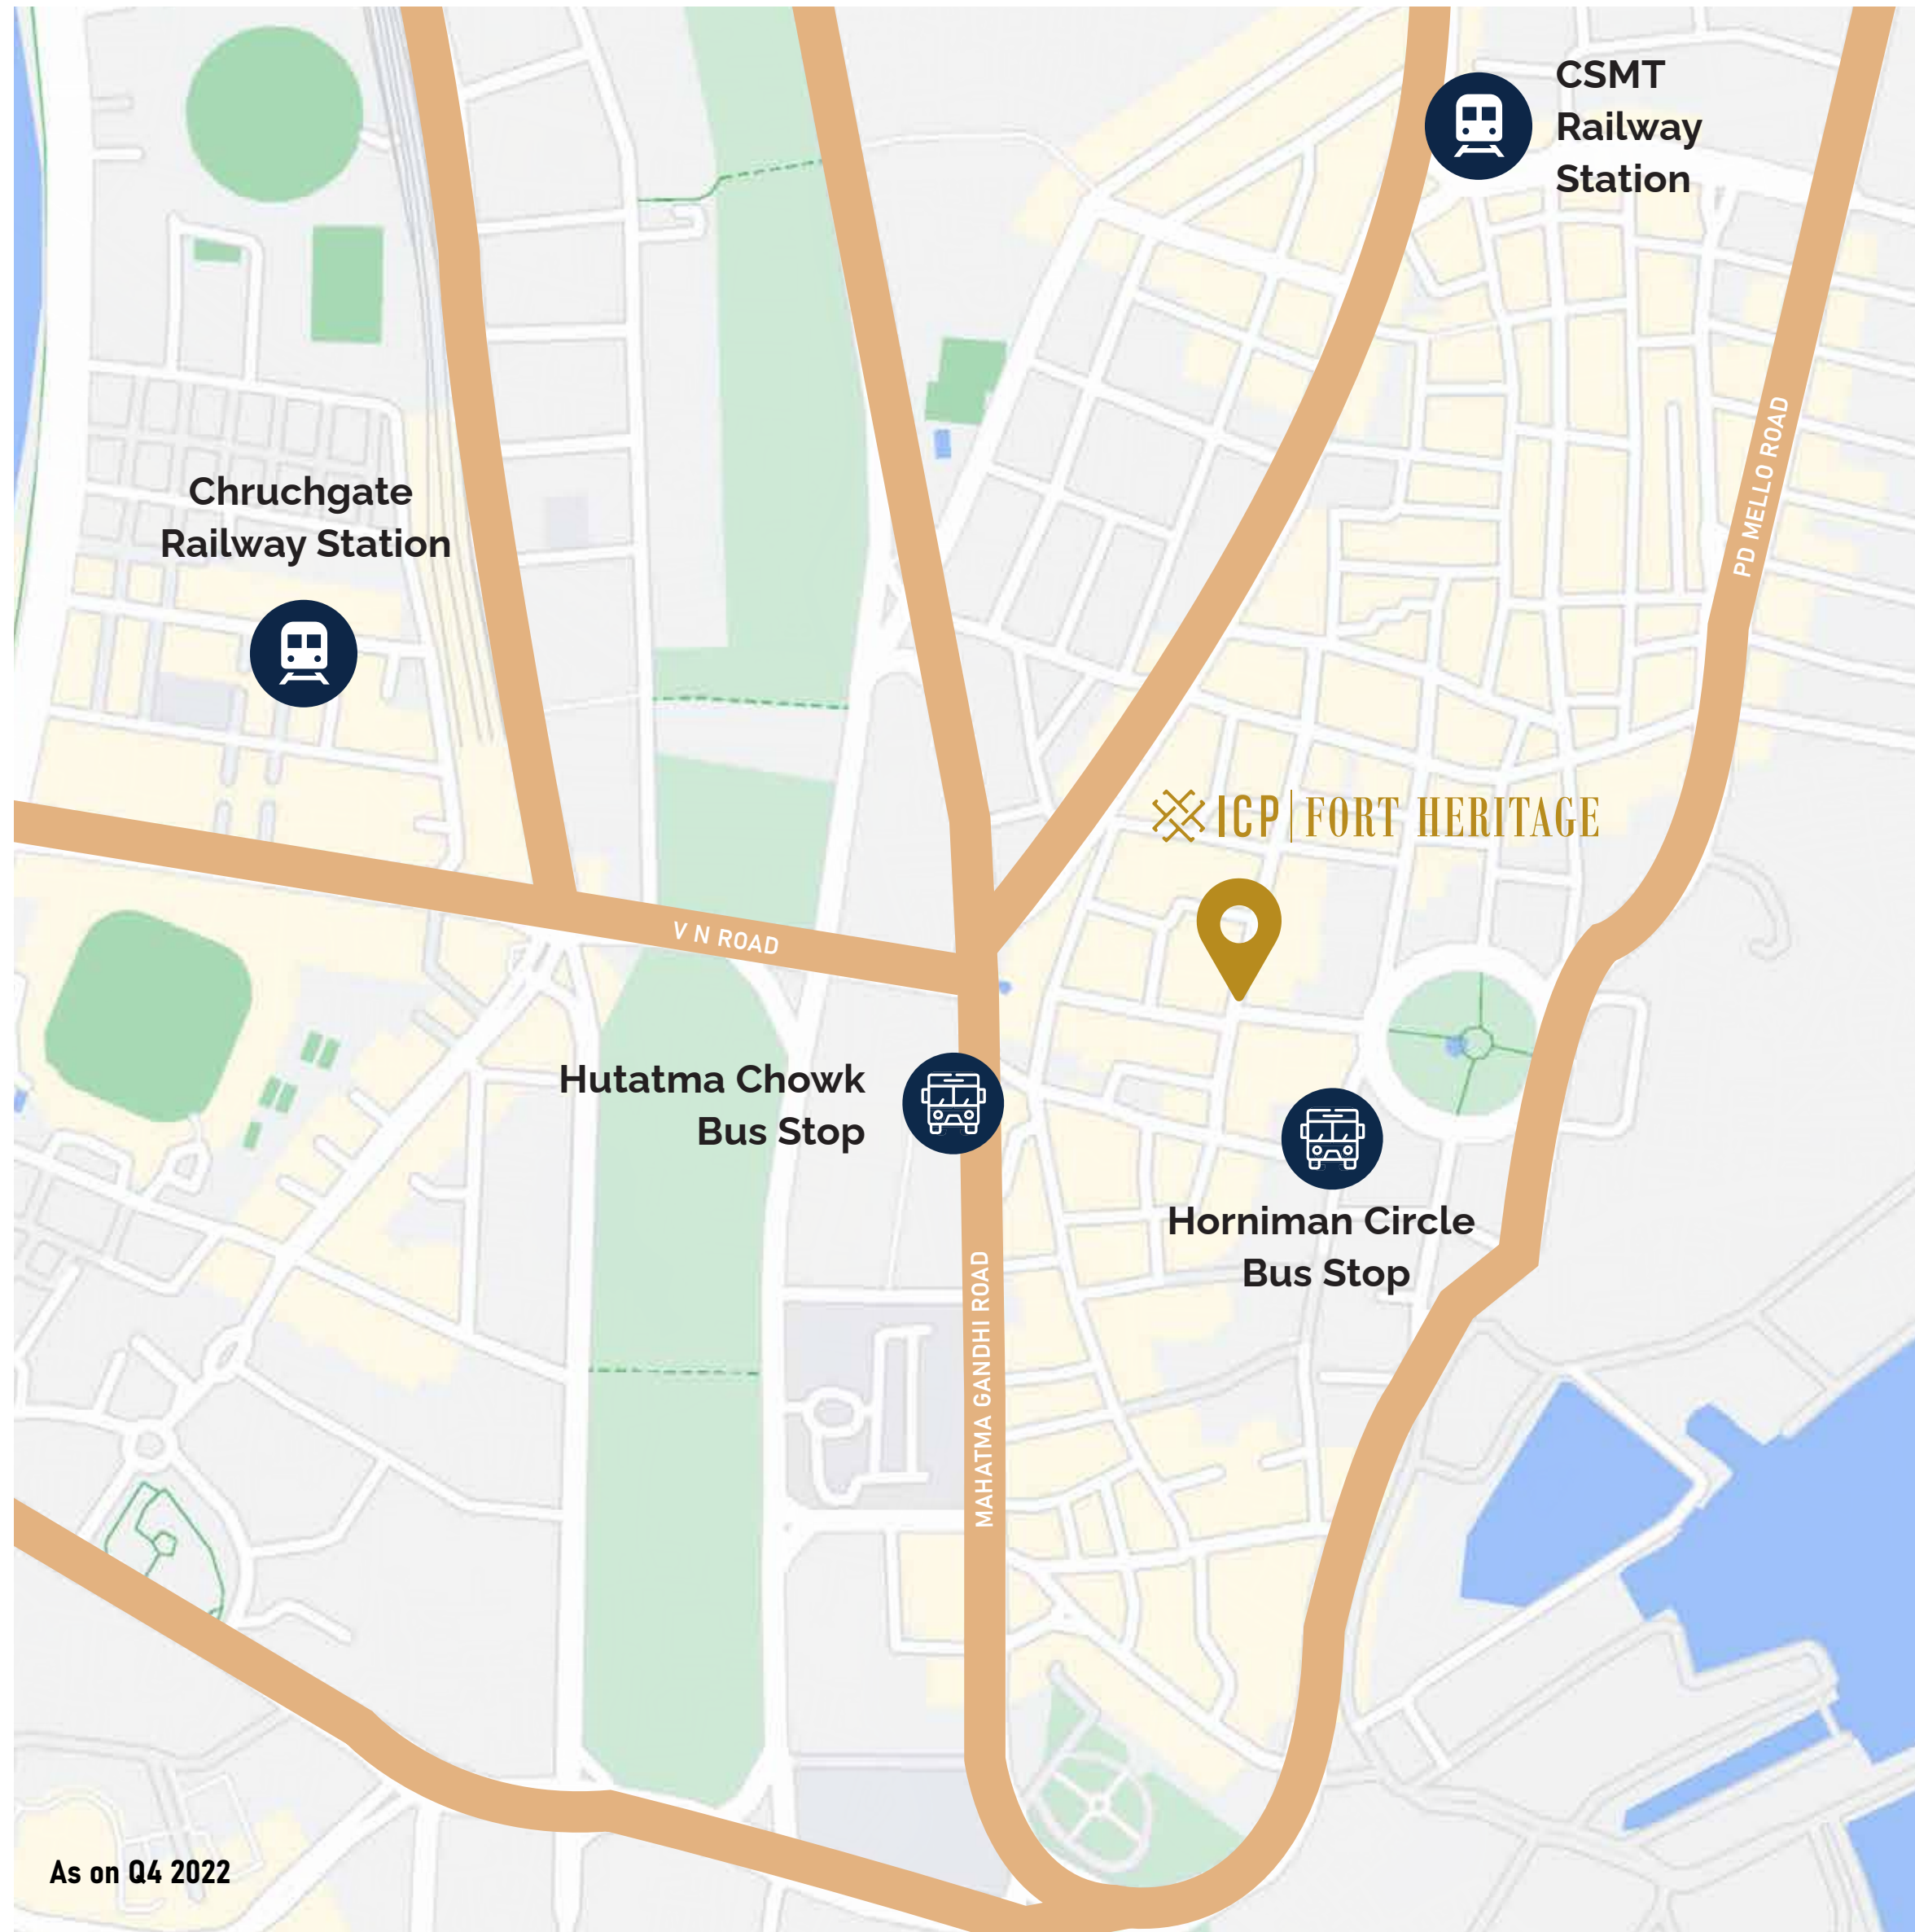 CSMT
Railway
Station
PD MELLO ROAD
Chruchgate
Railway Station
ICP | FORT HERITAGE
V N ROAD
Hutatma Chowk
Bus Stop
Horniman Circle
Bus Stop
MAHATMA GANDHI ROAD
As on Q4 2022